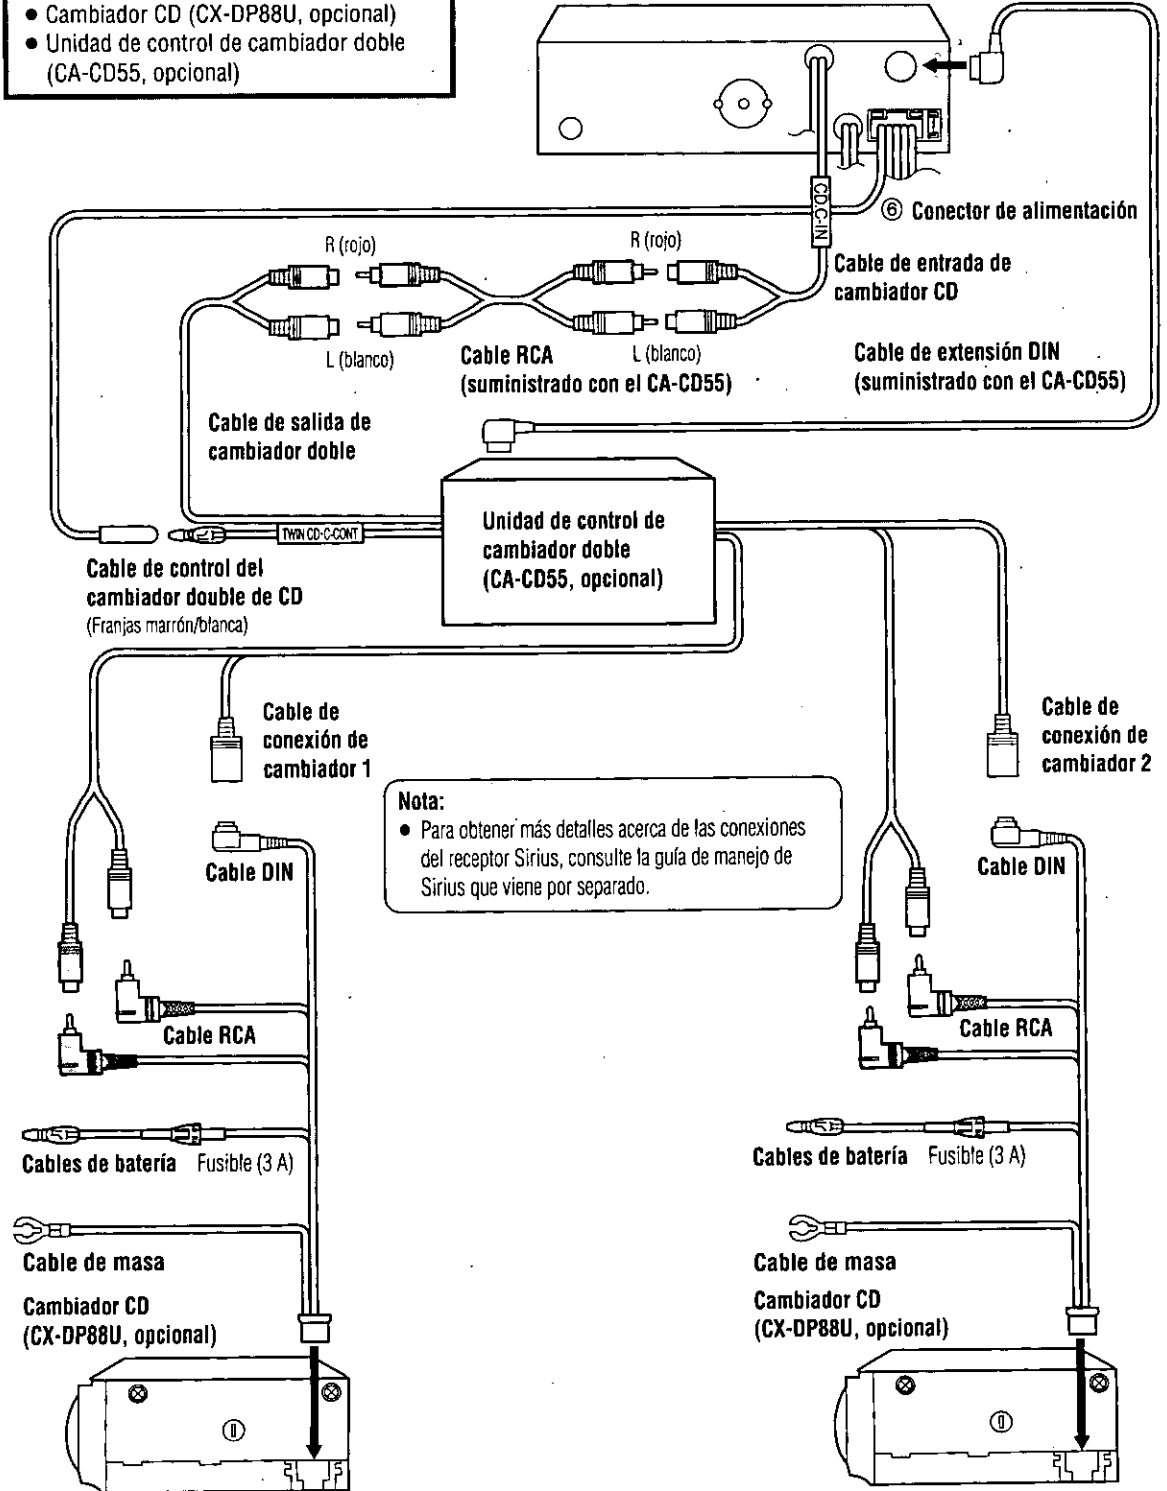 ● Cambiador CD (CX-DP88U, opcional)
● Unidad de control de cambiador doble
(CA-CD55, opcional)
CD.C-IN
⑥ Conector de alimentación
R (rojo)
R (rojo)
Cable de entrada de
cambiador CD
L (blanco)
Cable RCA
(suministrado con el CA-CD55)
L (blanco)
Cable de extensión DIN
(suministrado con el CA-CD55)
Cable de salida de
cambiador doble
TWIN CD-C-CONT
Unidad de control de
cambiador doble
(CA-CD55, opcional)
Cable de control del
cambiador double de CD
(Franjas marrón/blanca)
Cable de
conexión de
cambiador 1
Cable de
conexión de
cambiador 2
Nota:
● Para obtener más detalles acerca de las conexiones
del receptor Sirius, consulte la guía de manejo de
Sirius que viene por separado.
Cable DIN
Cable DIN
Cable RCA
Cable RCA
Cables de batería Fusible (3 A)
Cables de batería Fusible (3 A)
Cable de masa
Cable de masa
Cambiador CD
(CX-DP88U, opcional)
Cambiador CD
(CX-DP88U, opcional)